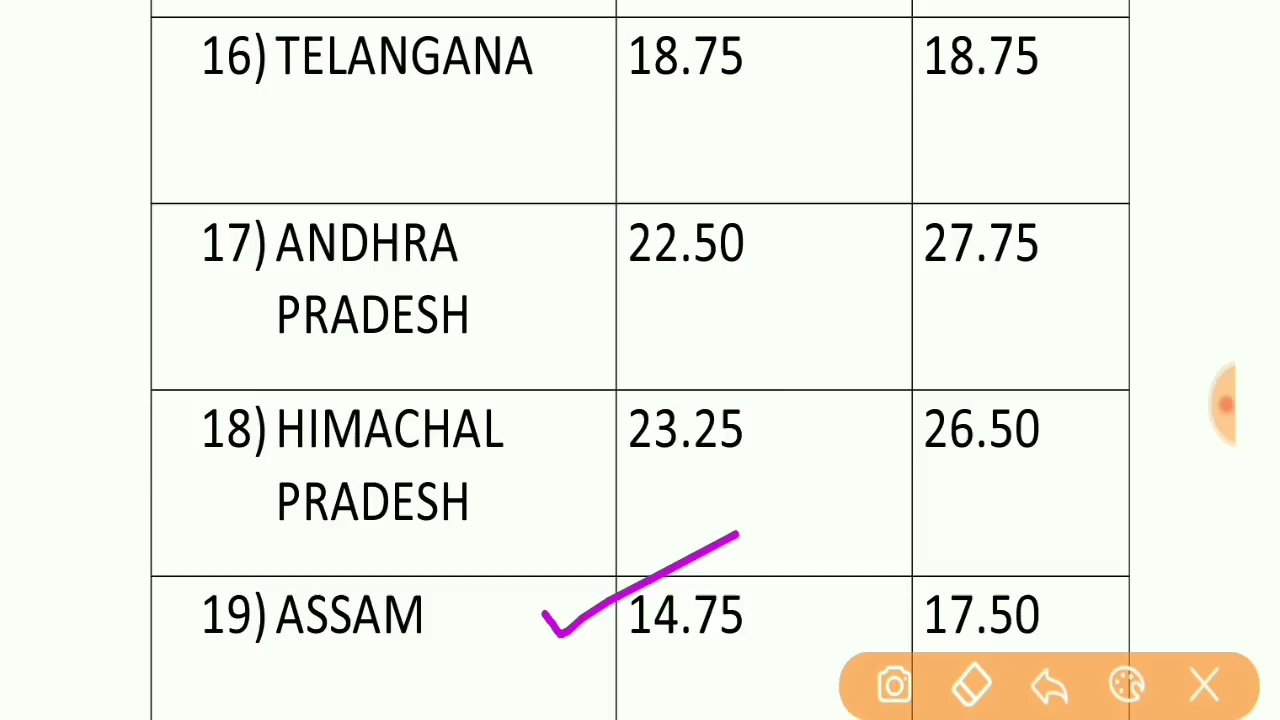 16) TELANGANA 18.75 18.75
17) ANDHRA 22.50 27.75
PRADESH
18) HIMACHAL 23.25 26.50
PRADESH
19) ASSAM 14.75 17.50